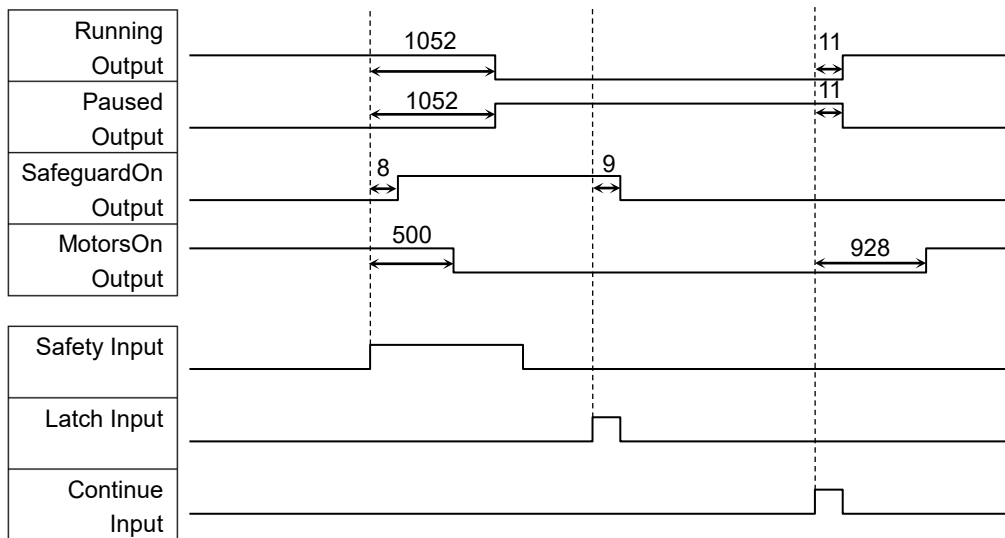 Running
Output
1052
11
Paused
Output
1052
11
SafeguardOn
Output
8
9
MotorsOn
Output
500
928
Safety Input
Latch Input
Continue
Input